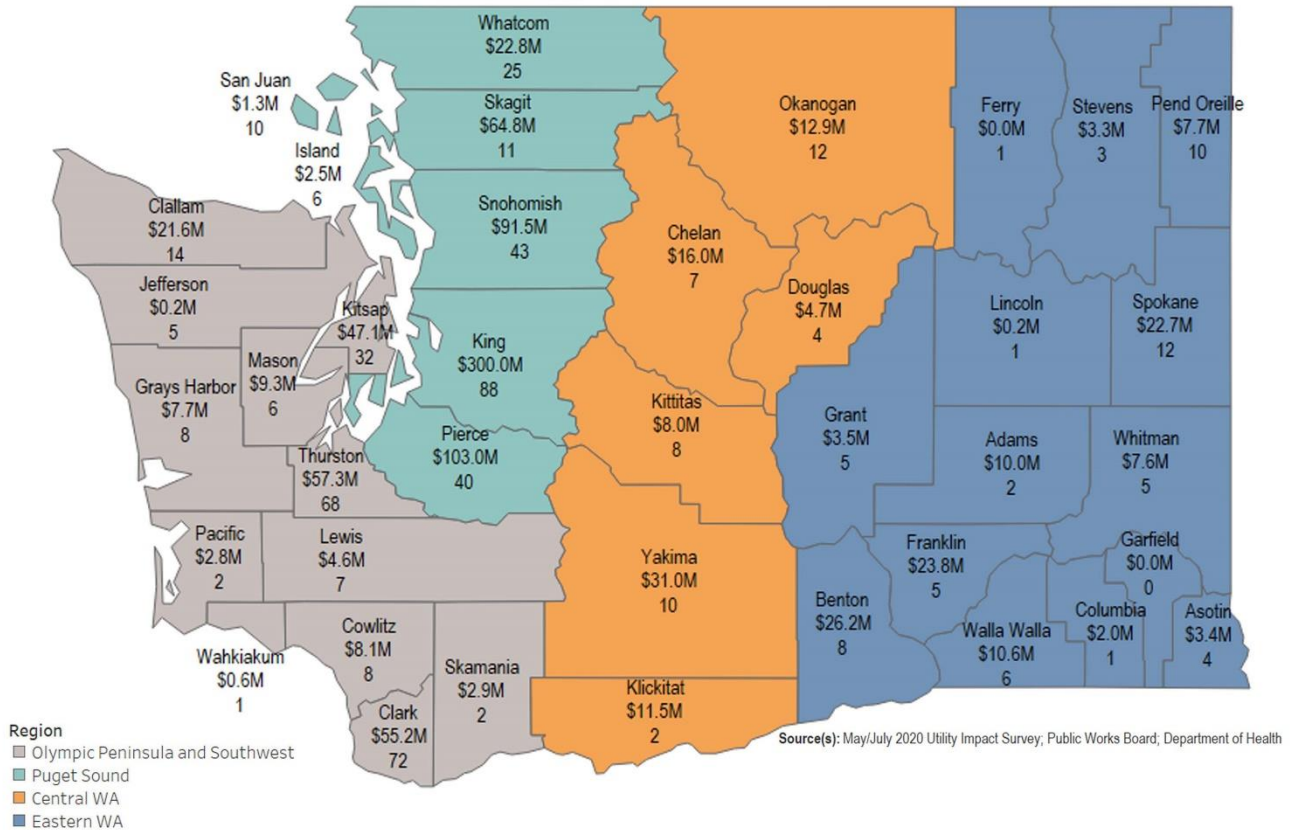 Whatcom
$22.8M
25
San Juan
$1.3M
10
Skagit
$64.8M
11
Island
$2.5M
6
Snohomish
$91.5M
43
King
$300.0M
88
Pierce
$103.0M
40
Clallam
$21.6M
14
Jefferson
$0.2M
5
Kitsap
$47.1M
32
Mason
$9.3M
6
Grays Harbor
$7.7M
8
Thurston
$57.3M
68
Pacific
$2.8M
2
Lewis
$4.6M
7
Wahkiakum
$0.6M
1
Cowlitz
$8.1M
8
Clark
$55.2M
72
Skamania
$2.9M
2
Okanogan
$12.9M
12
Chelan
$16.0M
7
Douglas
$4.7M
4
Kittitas
$8.0M
8
Yakima
$31.0M
10
Klickitat
$11.5M
2
Ferry
$0.0M
1
Stevens
$3.3M
3
Pend Oreille
$7.7M
10
Lincoln
$0.2M
1
Spokane
$22.7M
12
Grant
$3.5M
5
Adams
$10.0M
2
Whitman
$7.6M
5
Franklin
$23.8M
5
Garfield
$0.0M
0
Benton
$26.2M
8
Walla Walla
$10.6M
6
Columbia
$2.0M
1
Asotin
$3.4M
4
Region
Olympic Peninsula and Southwest
Puget Sound
Central WA
Eastern WA
Source(s): May/July 2020 Utility Impact Survey; Public Works Board; Department of Health